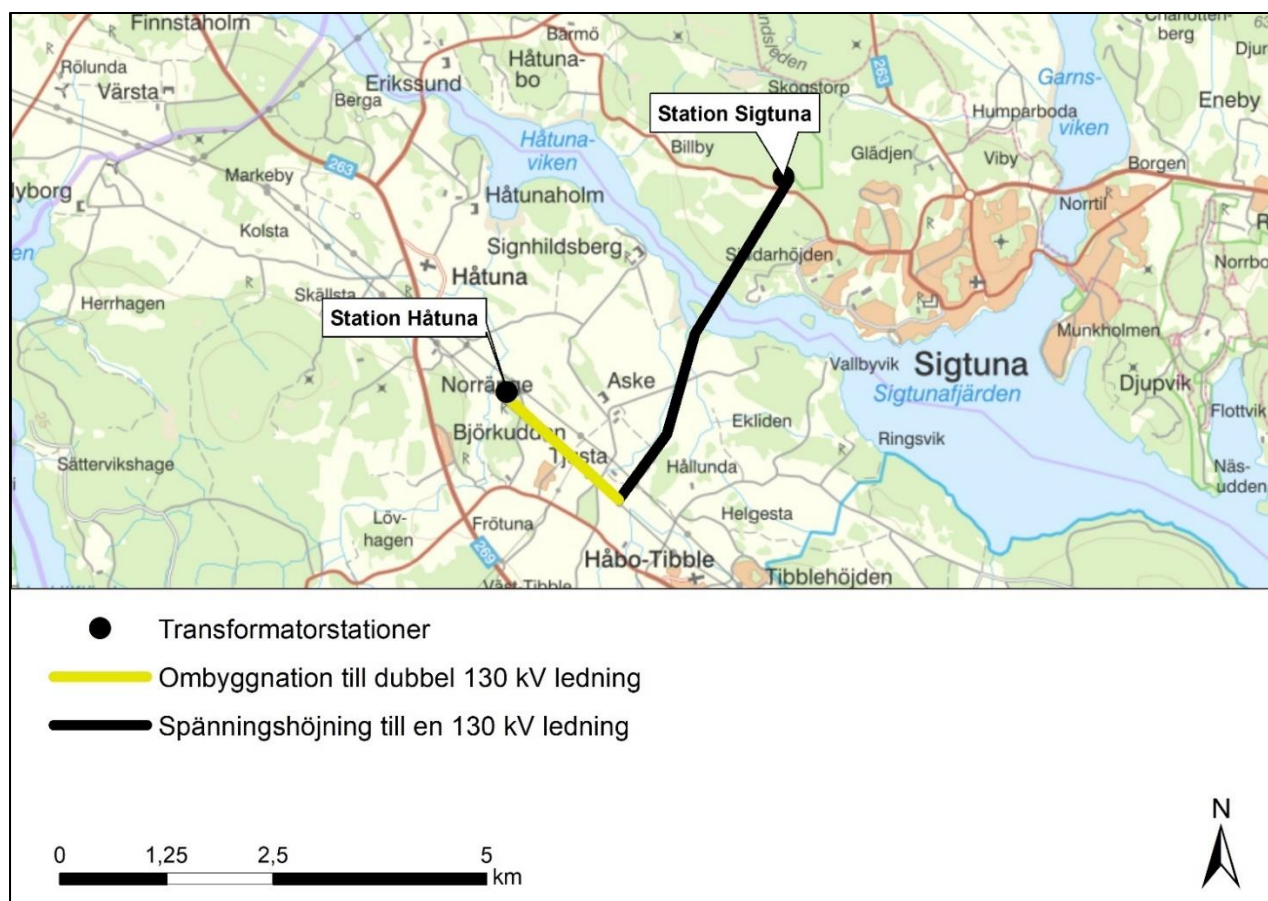 Finnstaholm
Bärmö
Charlotten-
berg
Rölunda
Värsta
Håtuna-
bo
Skogstorp
263
Garns-
viken
Djur
Erikssund
Berga
Station Sigtuna
Humparboda
Eneby
Håtuna-
viken
Billby
Glädjen
Viby
Borgen
263
Markeby
Håtunaholm
Norrtil
Kolsta
Signhildsberg
Norrbo
Håtuna
Herrhagen
Skällsta
Station Håtuna
Munkholmen
Vallbyvik
Sigtuna
Sigtunafjärden
Djupvik
Norränge
Aske
Flottvik
Björkudden
Ekliden
Ringsvik
Tjusta
Sättervikshage
Hållunda
Näs-
udden
Löv-
hagen
Frötuna
Helgesta
269
Håbo-Tibble
Väst-Tibble
Tibblehöjden
Transformatorstationer
Ombyggnation till dubbel 130 kV ledning
Spänningshöjning till en 130 kV ledning
N
0 1,25 2,5 5
km